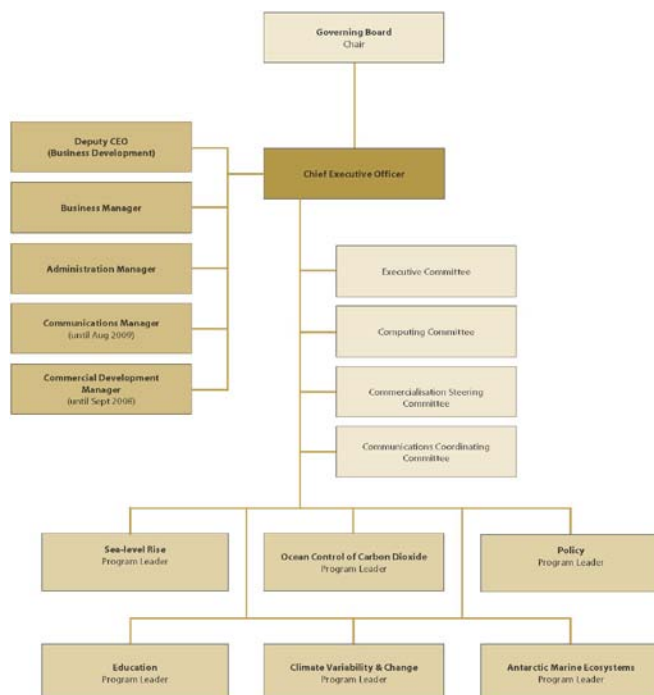 Governing Board
Chair
Deputy CEO
(Business Development)
Chief Executive Officer
Business Manager
Administration Manager
Communications Manager
(until Aug 2009)
Commercial Development
Manager
(until Sept 2008)
Executive Committee
Computing Committee
Commercialisation Steering
Committee
Communications Coordinating
Committee
Sea-level Rise
Program Leader
Ocean Control of Carbon Dioxide
Program Leader
Policy
Program Leader
Education
Program Leader
Climate Variability & Change
Program Leader
Antarctic Marine Ecosystems
Program Leader